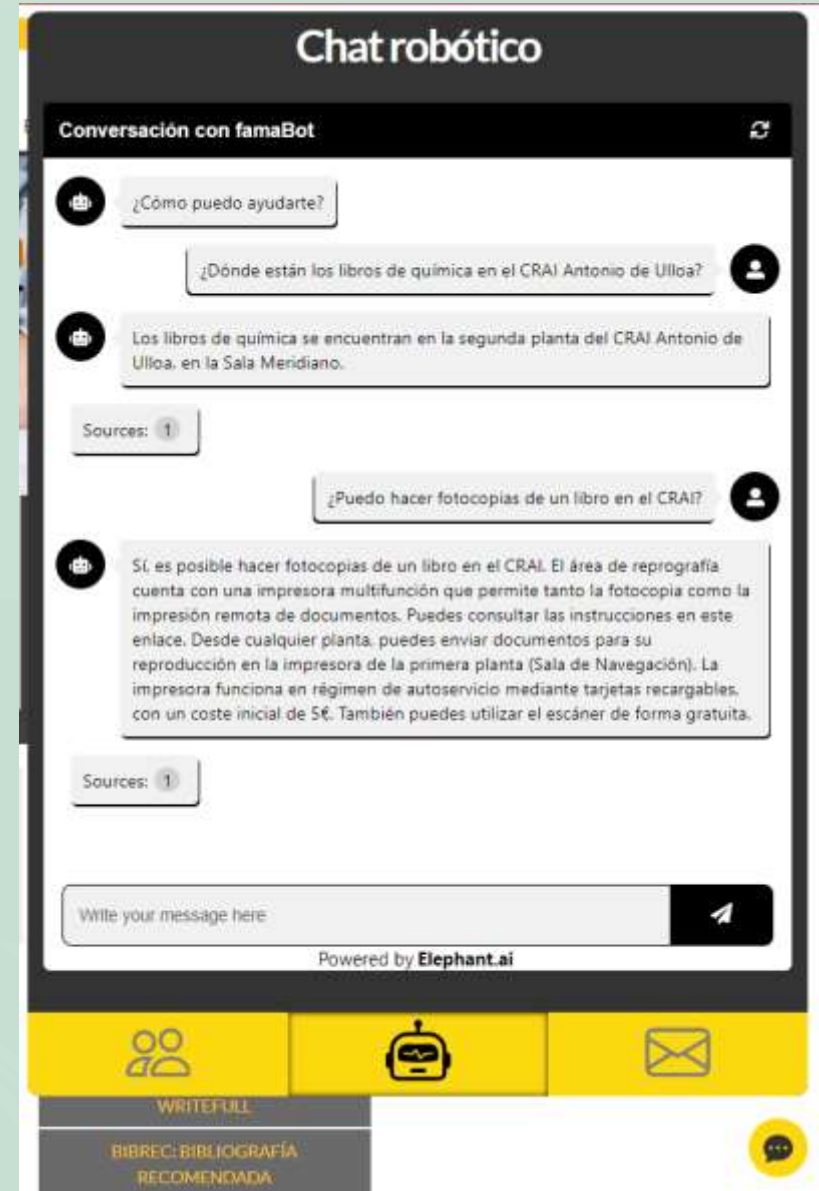 Chat robótico
Conversación con famaBot
¿Cómo puedo ayudarte?
¿Dónde están los libros de química en el CRAI Antonio de Ulloa?
Los libros de química se encuentran en la segunda planta del CRAI Antonio de
Ulloa, en la Sala Meridiano.
Sources: 1
¿Puedo hacer fotocopias de un libro en el CRAI?
Sí, es posible hacer fotocopias de un libro en el CRAI. El área de reprografía
cuenta con una impresora multifunción que permite tanto la fotocopia como la
impresión remota de documentos. Puedes consultar las instrucciones en este
enlace. Desde cualquier planta, puedes enviar documentos para su
reproducción en la impresora de la primera planta (Sala de Navegación). La
impresora funciona en régimen de autoservicio mediante tarjetas recargables,
con un coste inicial de 5€. También puedes utilizar el escáner de forma gratuita.
Sources: 1
Write your message here
Powered by Elephant.ai
WRITEFULL
BIBREC: BIBLIOGRAFÍA
RECOMENDADA